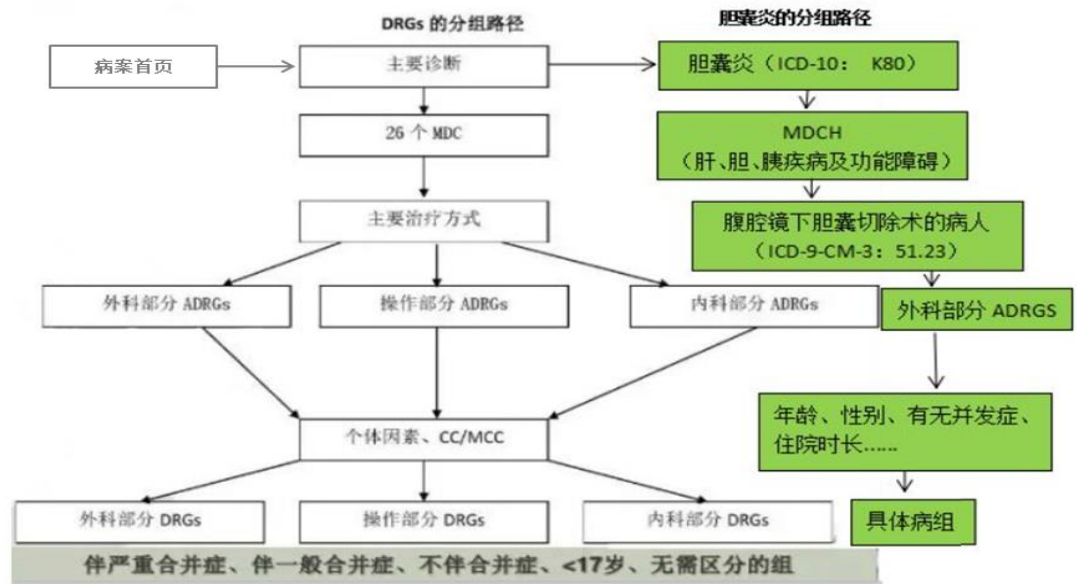 DRGs 的分组路径
胆囊炎的分组路径
病案首页
主要诊断
胆囊炎（ICD-10： K80）
26 个 MDC
MDCH
（肝、胆、胰疾病及功能障碍）
主要治疗方式
腹腔镜下胆囊切除术的病人
（ICD-9-CM-3：51.23）
外科部分 ADRGs
操作部分 ADRGs
内科部分 ADRGs
外科部分 ADRGS
年龄、性别、有无并发症、
住院时长……
个体因素、CC/MCC
外科部分 DRGs
操作部分 DRGs
内科部分 DRGs
具体病组
伴严重合并症、伴一般合并症、不伴合并症、<17岁、无需区分的组